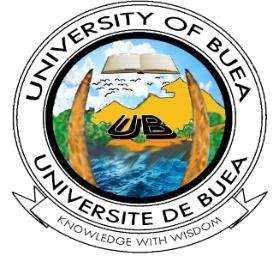 UNIVERSITY OF BUEA
UB
UNIVERSITE DE BUEA
KNOWLEDGE WITH WISDOM